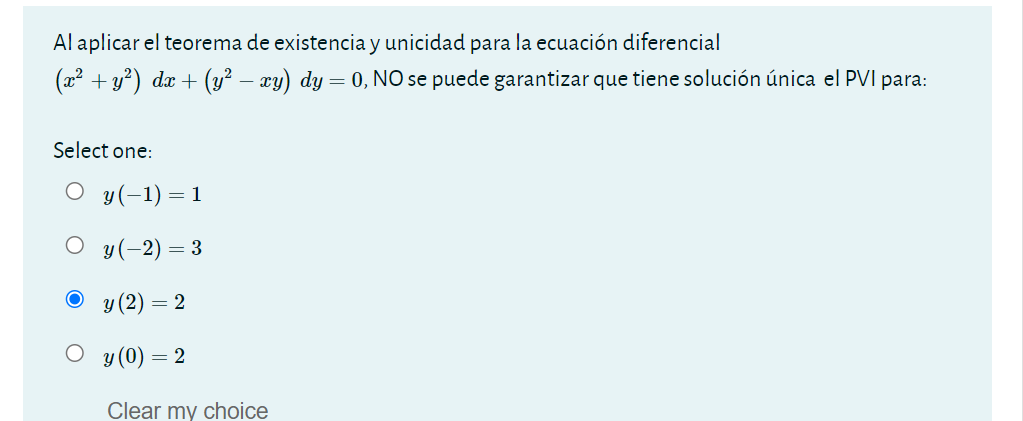 Al aplicar el teorema de existencia y unicidad para la ecuación diferencial
(x² + y²) dx + (y² − xy) dy = 0, NO se puede garantizar que tiene solución única el PVI para:
Select one:
y(−1) = 1
y(−2) = 3
y(2) = 2
y(0) = 2
Clear my choice